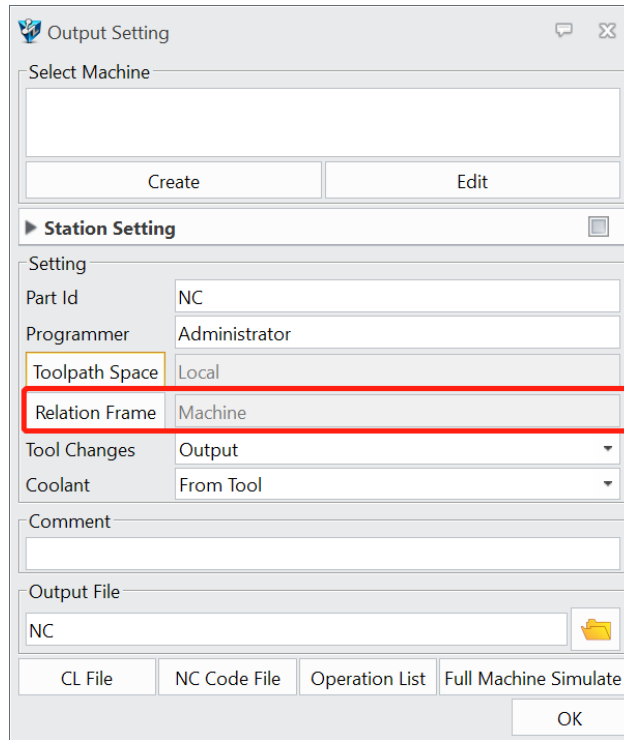 Output Setting
Select Machine
Create Edit
Station Setting
Setting
Part Id NC
Programmer Administrator
Toolpath Space Local
Relation Frame Machine
Tool Changes Output
Coolant From Tool
Comment
Output File
NC
CL File NC Code File Operation List Full Machine Simulate
OK